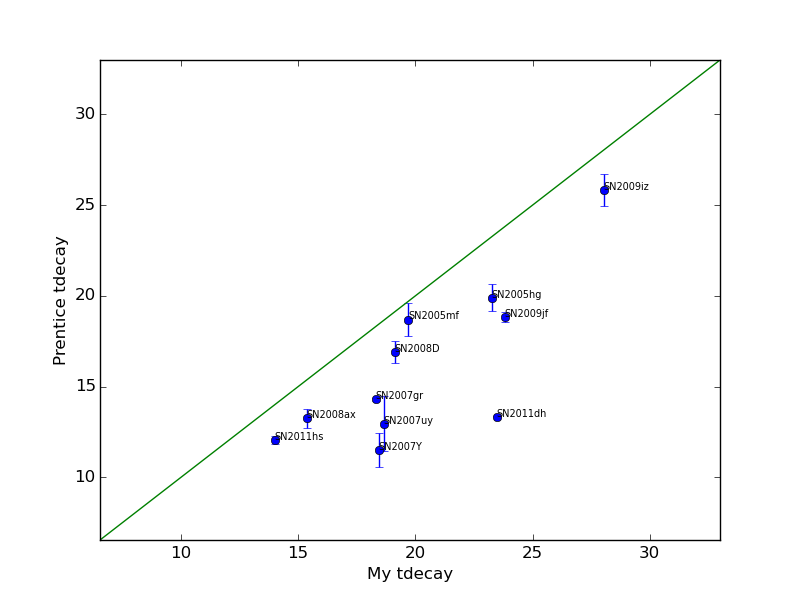 30
25
20
15
10
Prentice tdecay
SN2009iz
SN2005hg
SN2009jf
SN2005mf
SN2008D
SN2007gr
SN2008ax
SN2007uy
SN2011dh
SN2011hs
SN2007Y
10 15 20 25 30
My tdecay